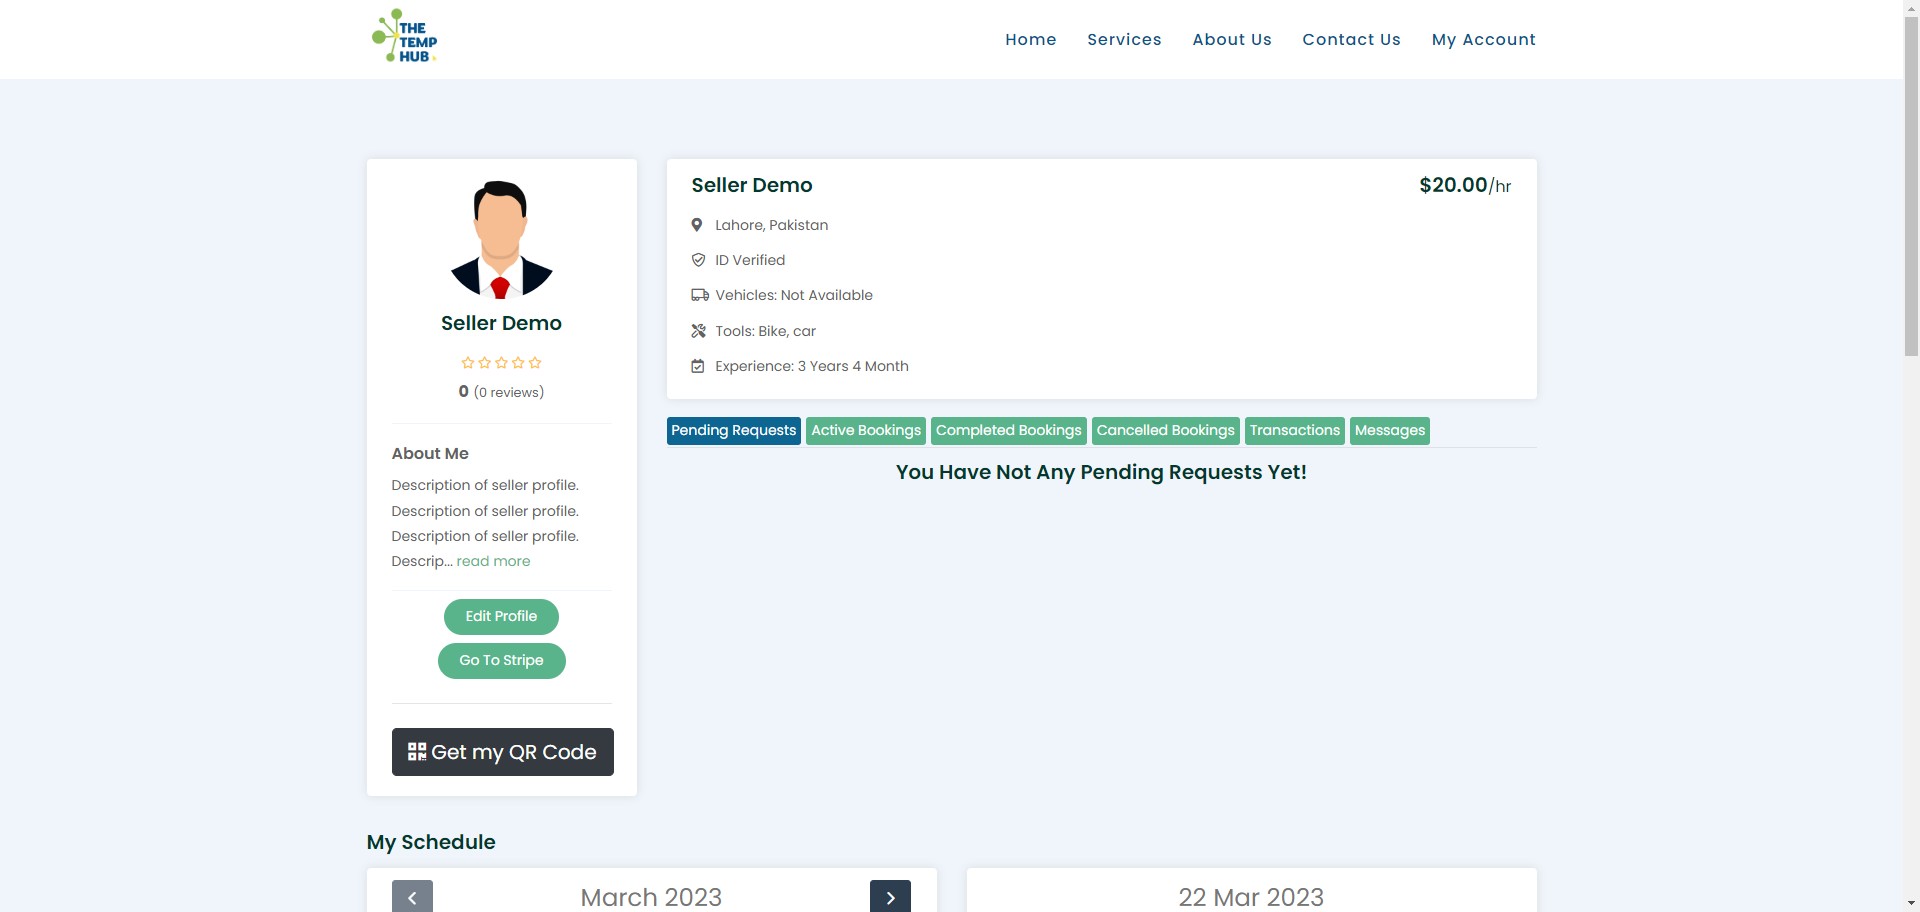 THE
TEMP
HUB
Home Services About Us Contact Us My Account
Seller Demo
0 (0 reviews)
About Me
Description of seller profile.
Description of seller profile.
Description of seller profile.
Descrip... read more
Edit Profile
Go To Stripe
Get my QR Code
Seller Demo $20.00/hr
Lahore, Pakistan
ID Verified
Vehicles: Not Available
Tools: Bike, car
Experience: 3 Years 4 Month
Pending Requests Active Bookings Completed Bookings Cancelled Bookings Transactions Messages
You Have Not Any Pending Requests Yet!
My Schedule
March 2023
22 Mar 2023